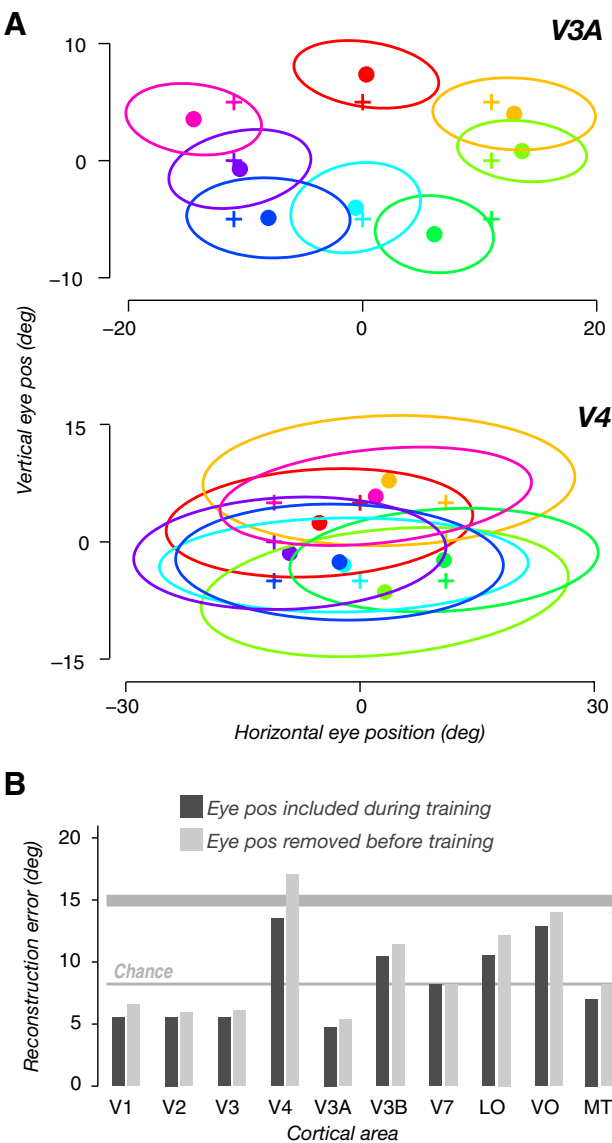 A
V3A
10
0
−10
−20
0
20
Vertical eye pos (deg)
V4
15
0
−15
−30
0
30
Horizontal eye position (deg)
B
Eye pos included during training
Eye pos removed before training
20
15
10
5
0
Chance
Reconstruction error (deg)
V1 V2 V3 V4 V3A V3B V7 LO VO MT
Cortical area